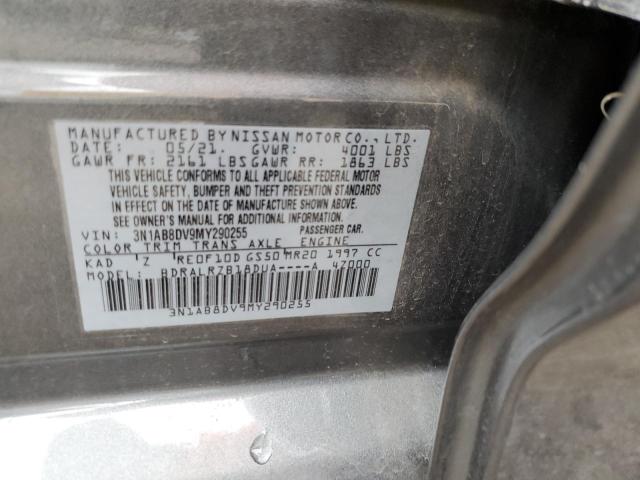 MANUFACTURED BY NISSAN MOTOR CO., LTD.
DATE: 05/21 GVWR: 4001 LBS
GAWR FR: 2161 LBS GAWR RR: 1863 LBS
THIS VEHICLE CONFORMS TO ALL APPLICABLE FEDERAL MOTOR
VEHICLE SAFETY, BUMPER AND THEFT PREVENTION STANDARDS
IN EFFECT ON THE DATE OF MANUFACTURE SHOWN ABOVE.
SEE OWNER'S MANUAL FOR ADDITIONAL INFORMATION.
VIN: 3N1AB8DV9MY290255 PASSENGER CAR.
COLOR TRIM TRANS AXLE ENGINE
KAD Z RE0F10D GS50 MR20 1997 CC
MODEL: BDRALRZB18DUA----A 4Z000
3N1AB8DV9MY290255